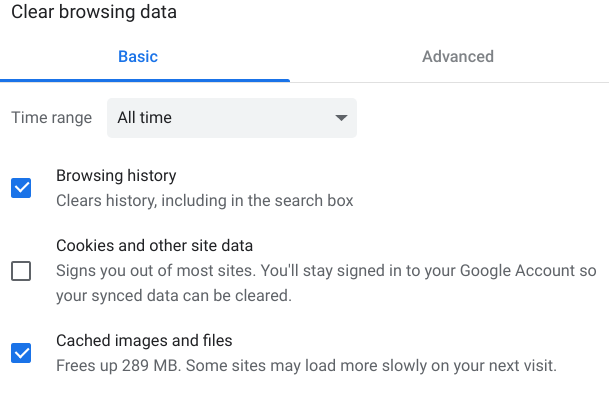 Clear browsing data
Basic
Advanced
Time range
All time
Browsing history
Clears history, including in the search box
Cookies and other site data
Signs you out of most sites. You'll stay signed in to your Google Account so
your synced data can be cleared.
Cached images and files
Frees up 289 MB. Some sites may load more slowly on your next visit.